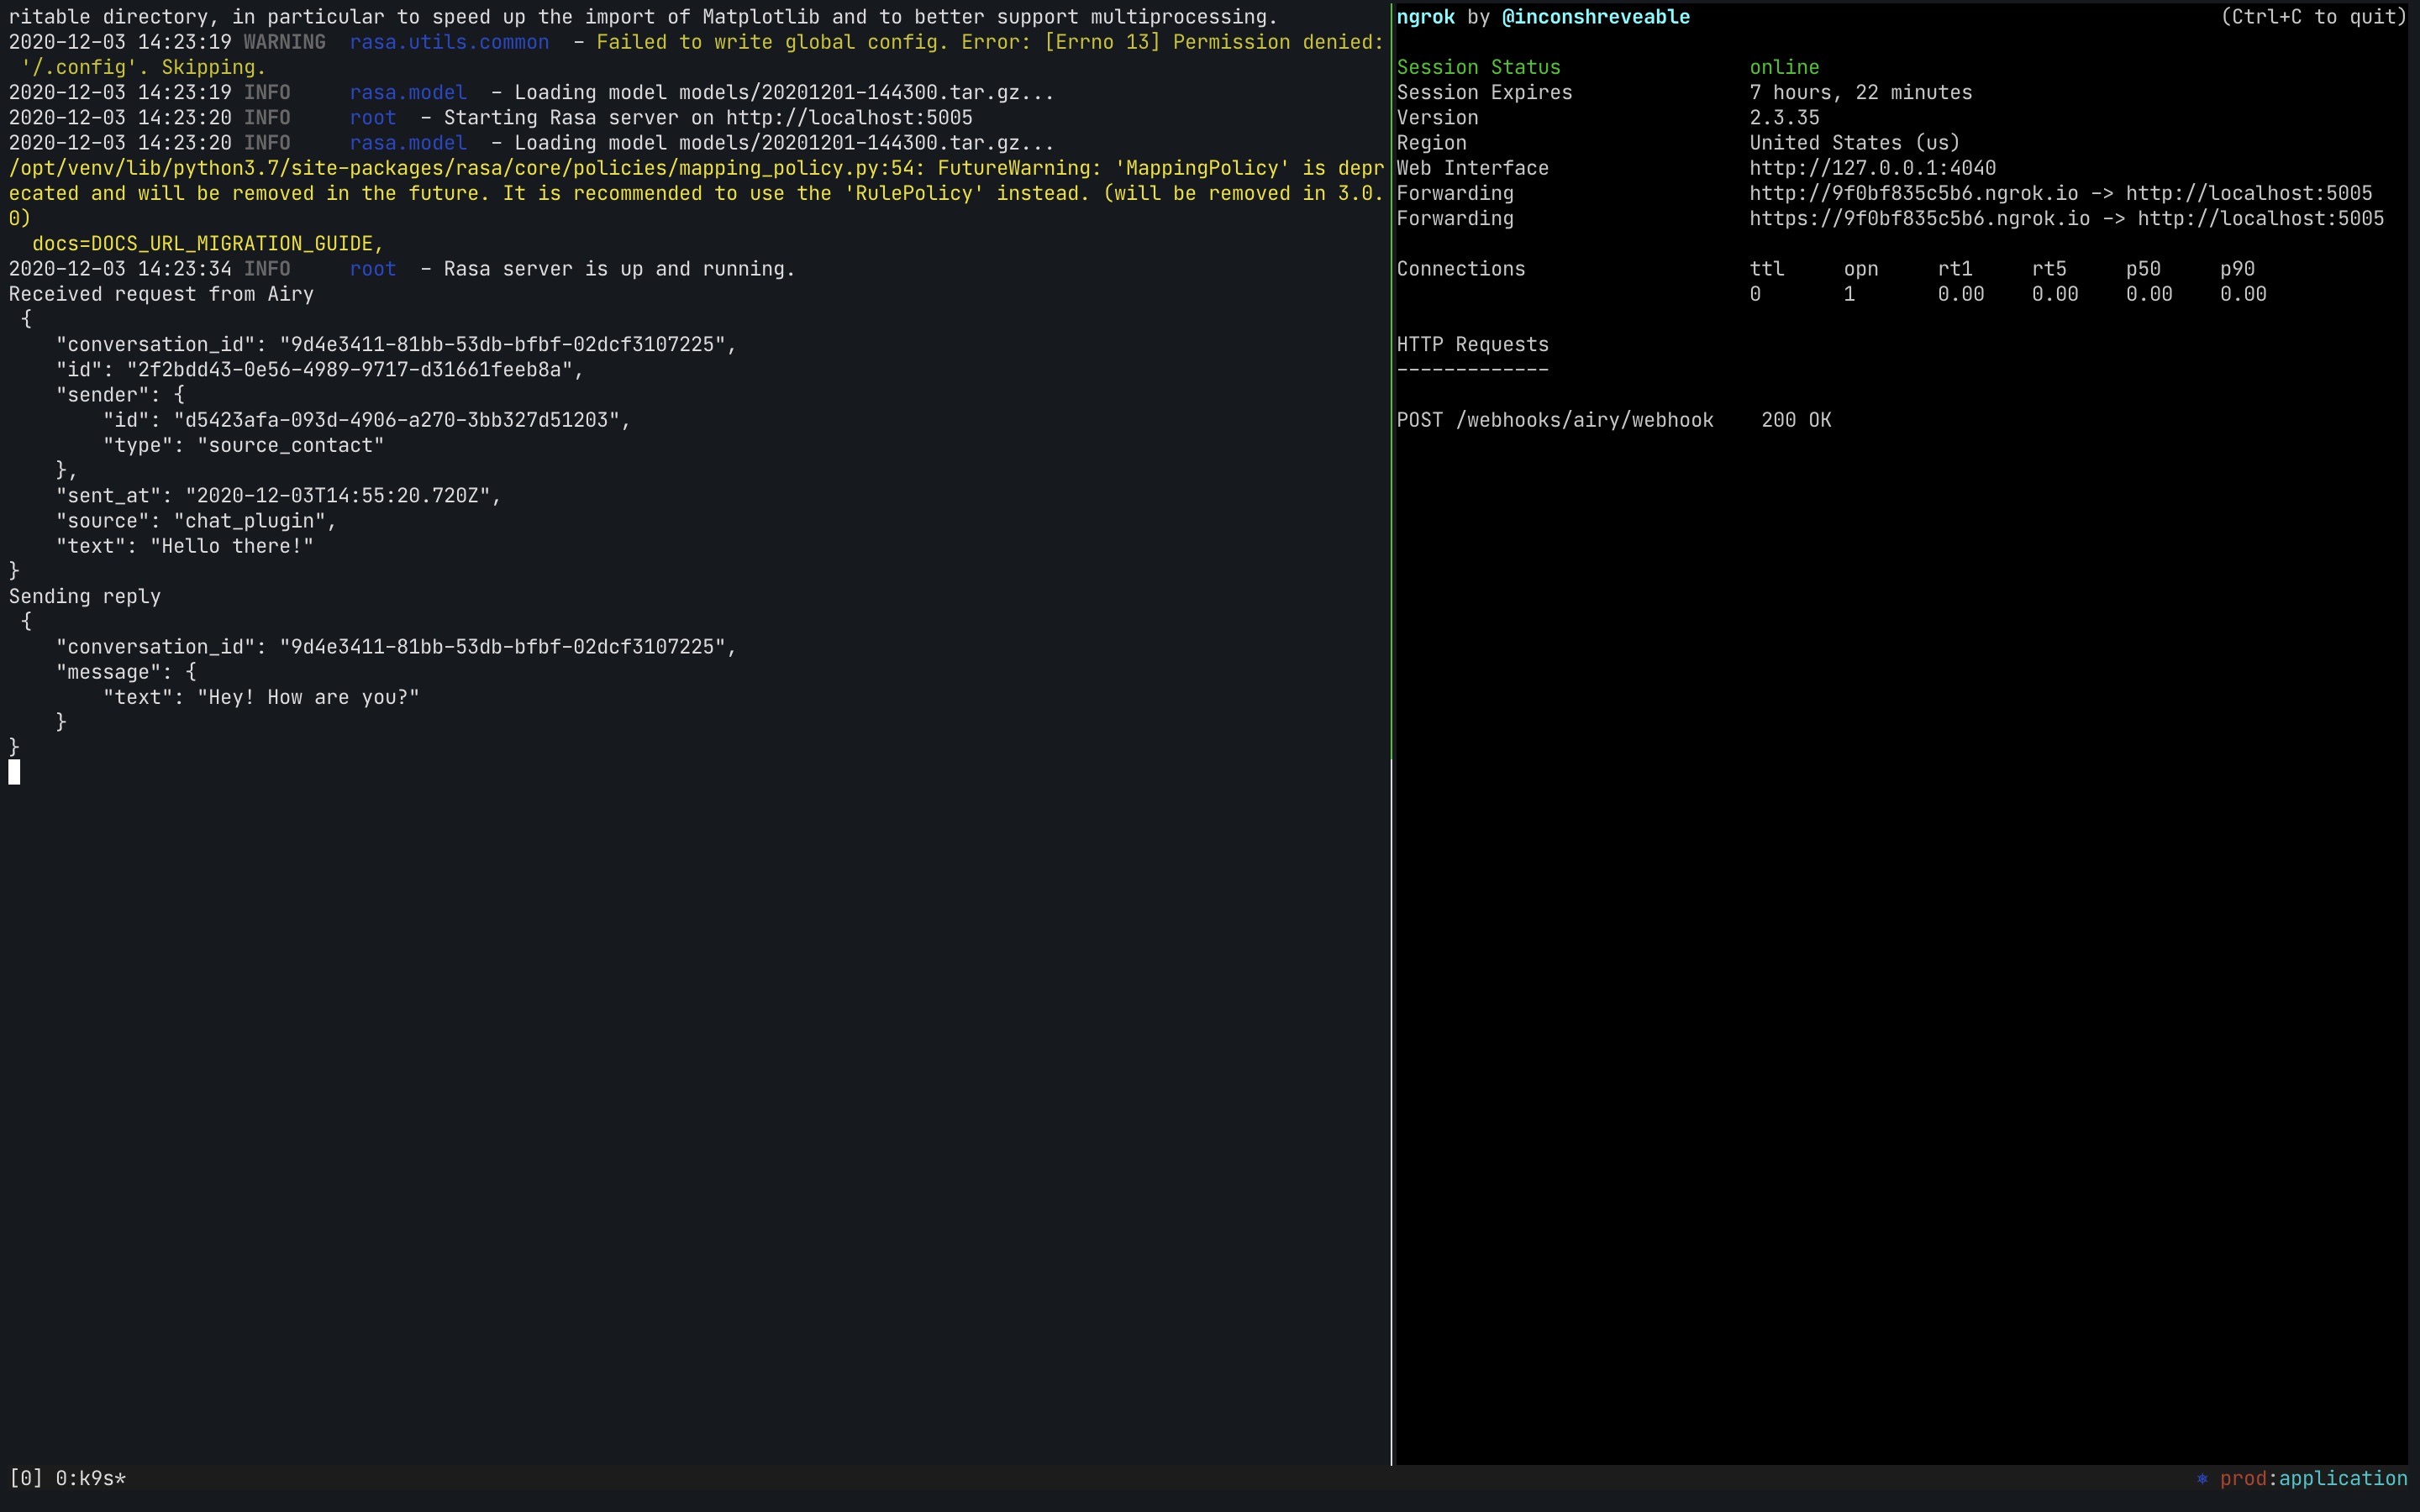 ritable directory, in particular to speed up the import of Matplotlib and to better support multiprocessing.
2020-12-03 14:23:19 WARNING  rasa.utils.common  - Failed to write global config. Error: [Errno 13] Permission denied:
 '/.config'. Skipping.
2020-12-03 14:23:19 INFO     rasa.model  - Loading model models/20201201-144300.tar.gz...
2020-12-03 14:23:20 INFO     root  - Starting Rasa server on http://localhost:5005
2020-12-03 14:23:20 INFO     rasa.model  - Loading model models/20201201-144300.tar.gz...
/opt/venv/lib/python3.7/site-packages/rasa/core/policies/mapping_policy.py:54: FutureWarning: 'MappingPolicy' is depr
ecated and will be removed in the future. It is recommended to use the 'RulePolicy' instead. (will be removed in 3.0.
0)
  docs=DOCS_URL_MIGRATION_GUIDE,
2020-12-03 14:23:34 INFO     root  - Rasa server is up and running.
Received request from Airy
 {
    "conversation_id": "9d4e3411-81bb-53db-bfbf-02dcf3107225",
    "id": "2f2bdd43-0e56-4989-9717-d31661feeb8a",
    "sender": {
        "id": "d5423afa-093d-4906-a270-3bb327d51203",
        "type": "source_contact"
    },
    "sent_at": "2020-12-03T14:55:20.720Z",
    "source": "chat_plugin",
    "text": "Hello there!"
}
Sending reply
 {
    "conversation_id": "9d4e3411-81bb-53db-bfbf-02dcf3107225",
    "message": {
        "text": "Hey! How are you?"
    }
}
ngrok by @inconshreveable (Ctrl+C to quit)
Session Status                online
Session Expires               7 hours, 22 minutes
Version                       2.3.35
Region                        United States (us)
Web Interface                 http://127.0.0.1:4040
Forwarding                    http://9f0bf835c5b6.ngrok.io -> http://localhost:5005
Forwarding                    https://9f0bf835c5b6.ngrok.io -> http://localhost:5005
Connections                   ttl     opn     rt1     rt5     p50     p90
                              0       1       0.00    0.00    0.00    0.00
HTTP Requests
-------------
POST /webhooks/airy/webhook    200 OK
[0] 0:k9s* ⎈ prod:application